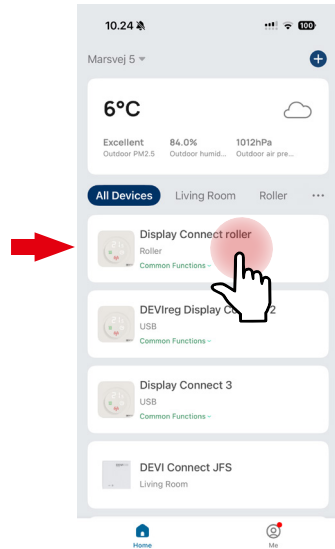 10.24
100
Marsvej 5
6°C
Excellent 84.0% 1012hPa
Outdoor PM2.5 Outdoor humid... Outdoor air pre...
All Devices Living Room Roller ...
Display Connect roller
Roller
Common Functions
DEVIreg Display 2
USB
Common Functions
Display Connect 3
USB
Common Functions
DEVI Connect JFS
Living Room
Home Me